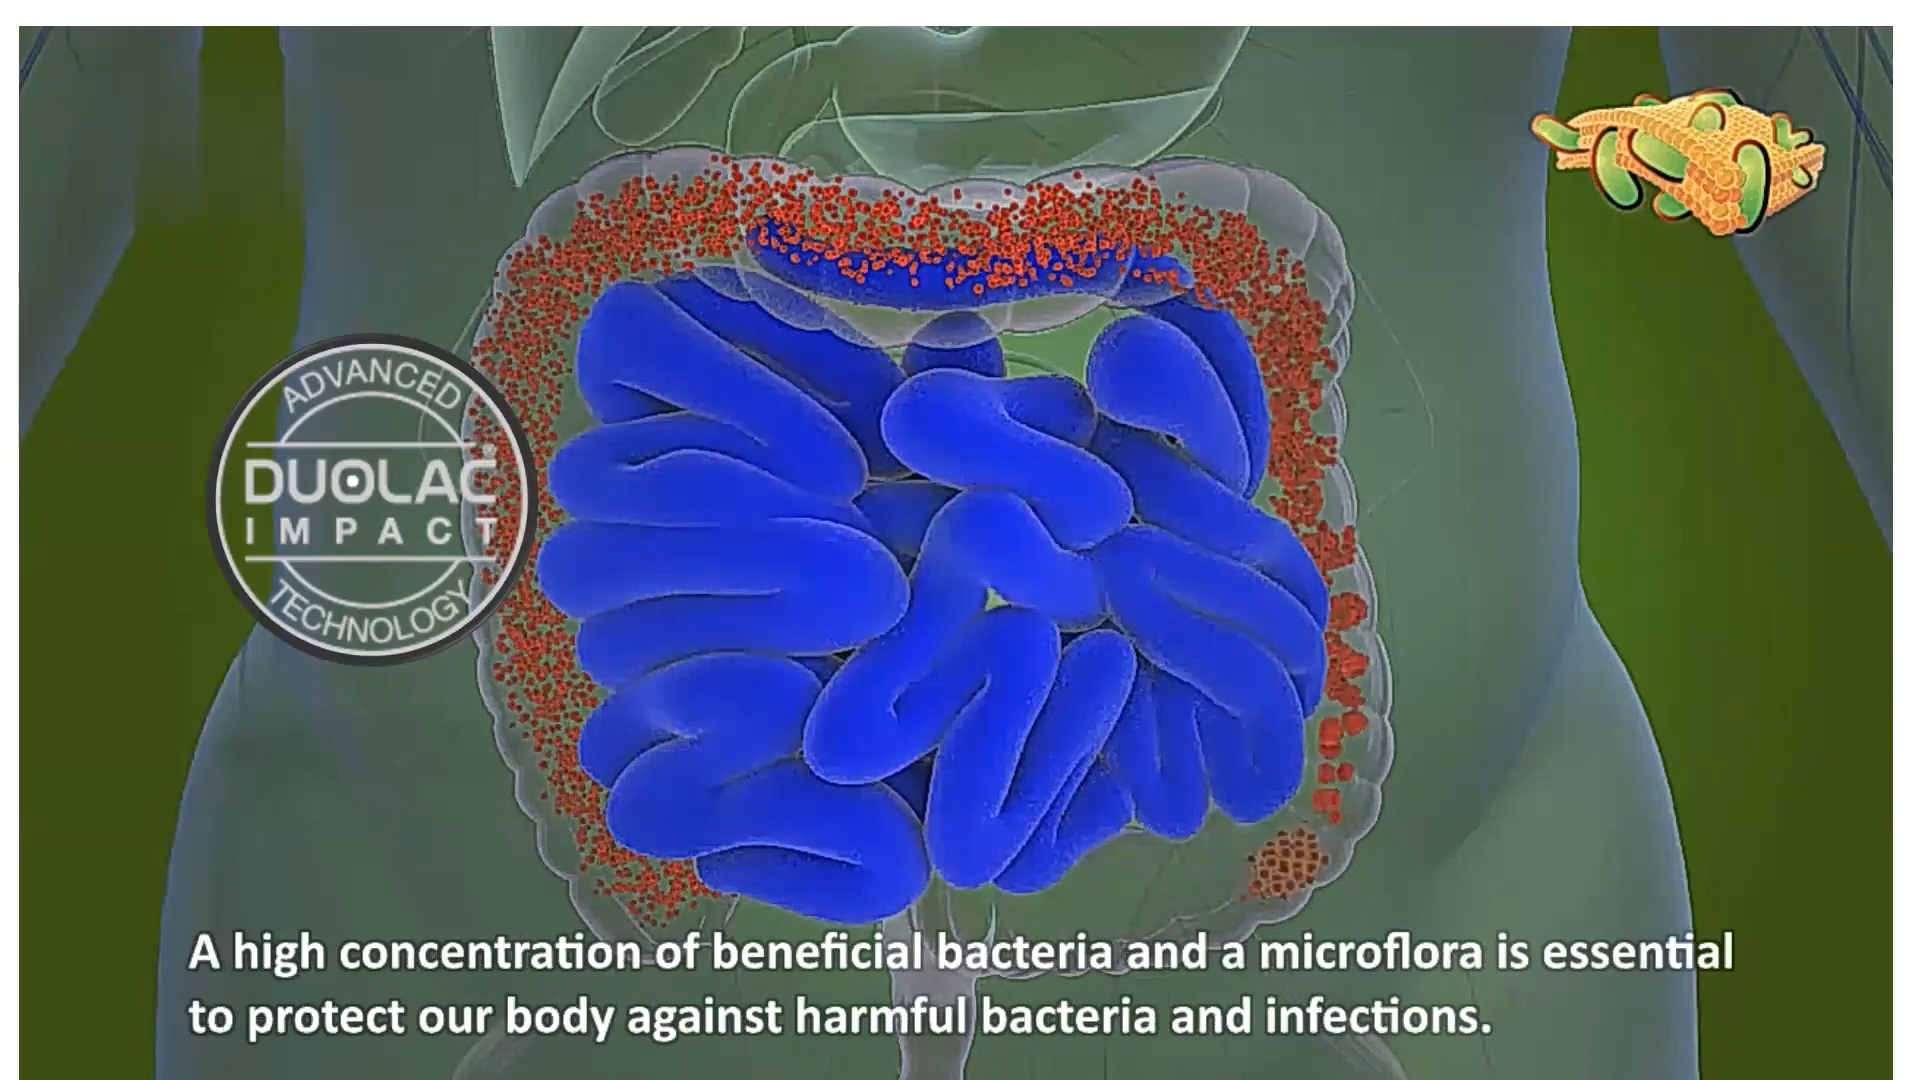 ADVANCED
DUOLAC®
IMPACT
TECHNOLOGY
A high concentration of beneficial bacteria and a microflora is essential
to protect our body against harmful bacteria and infections.